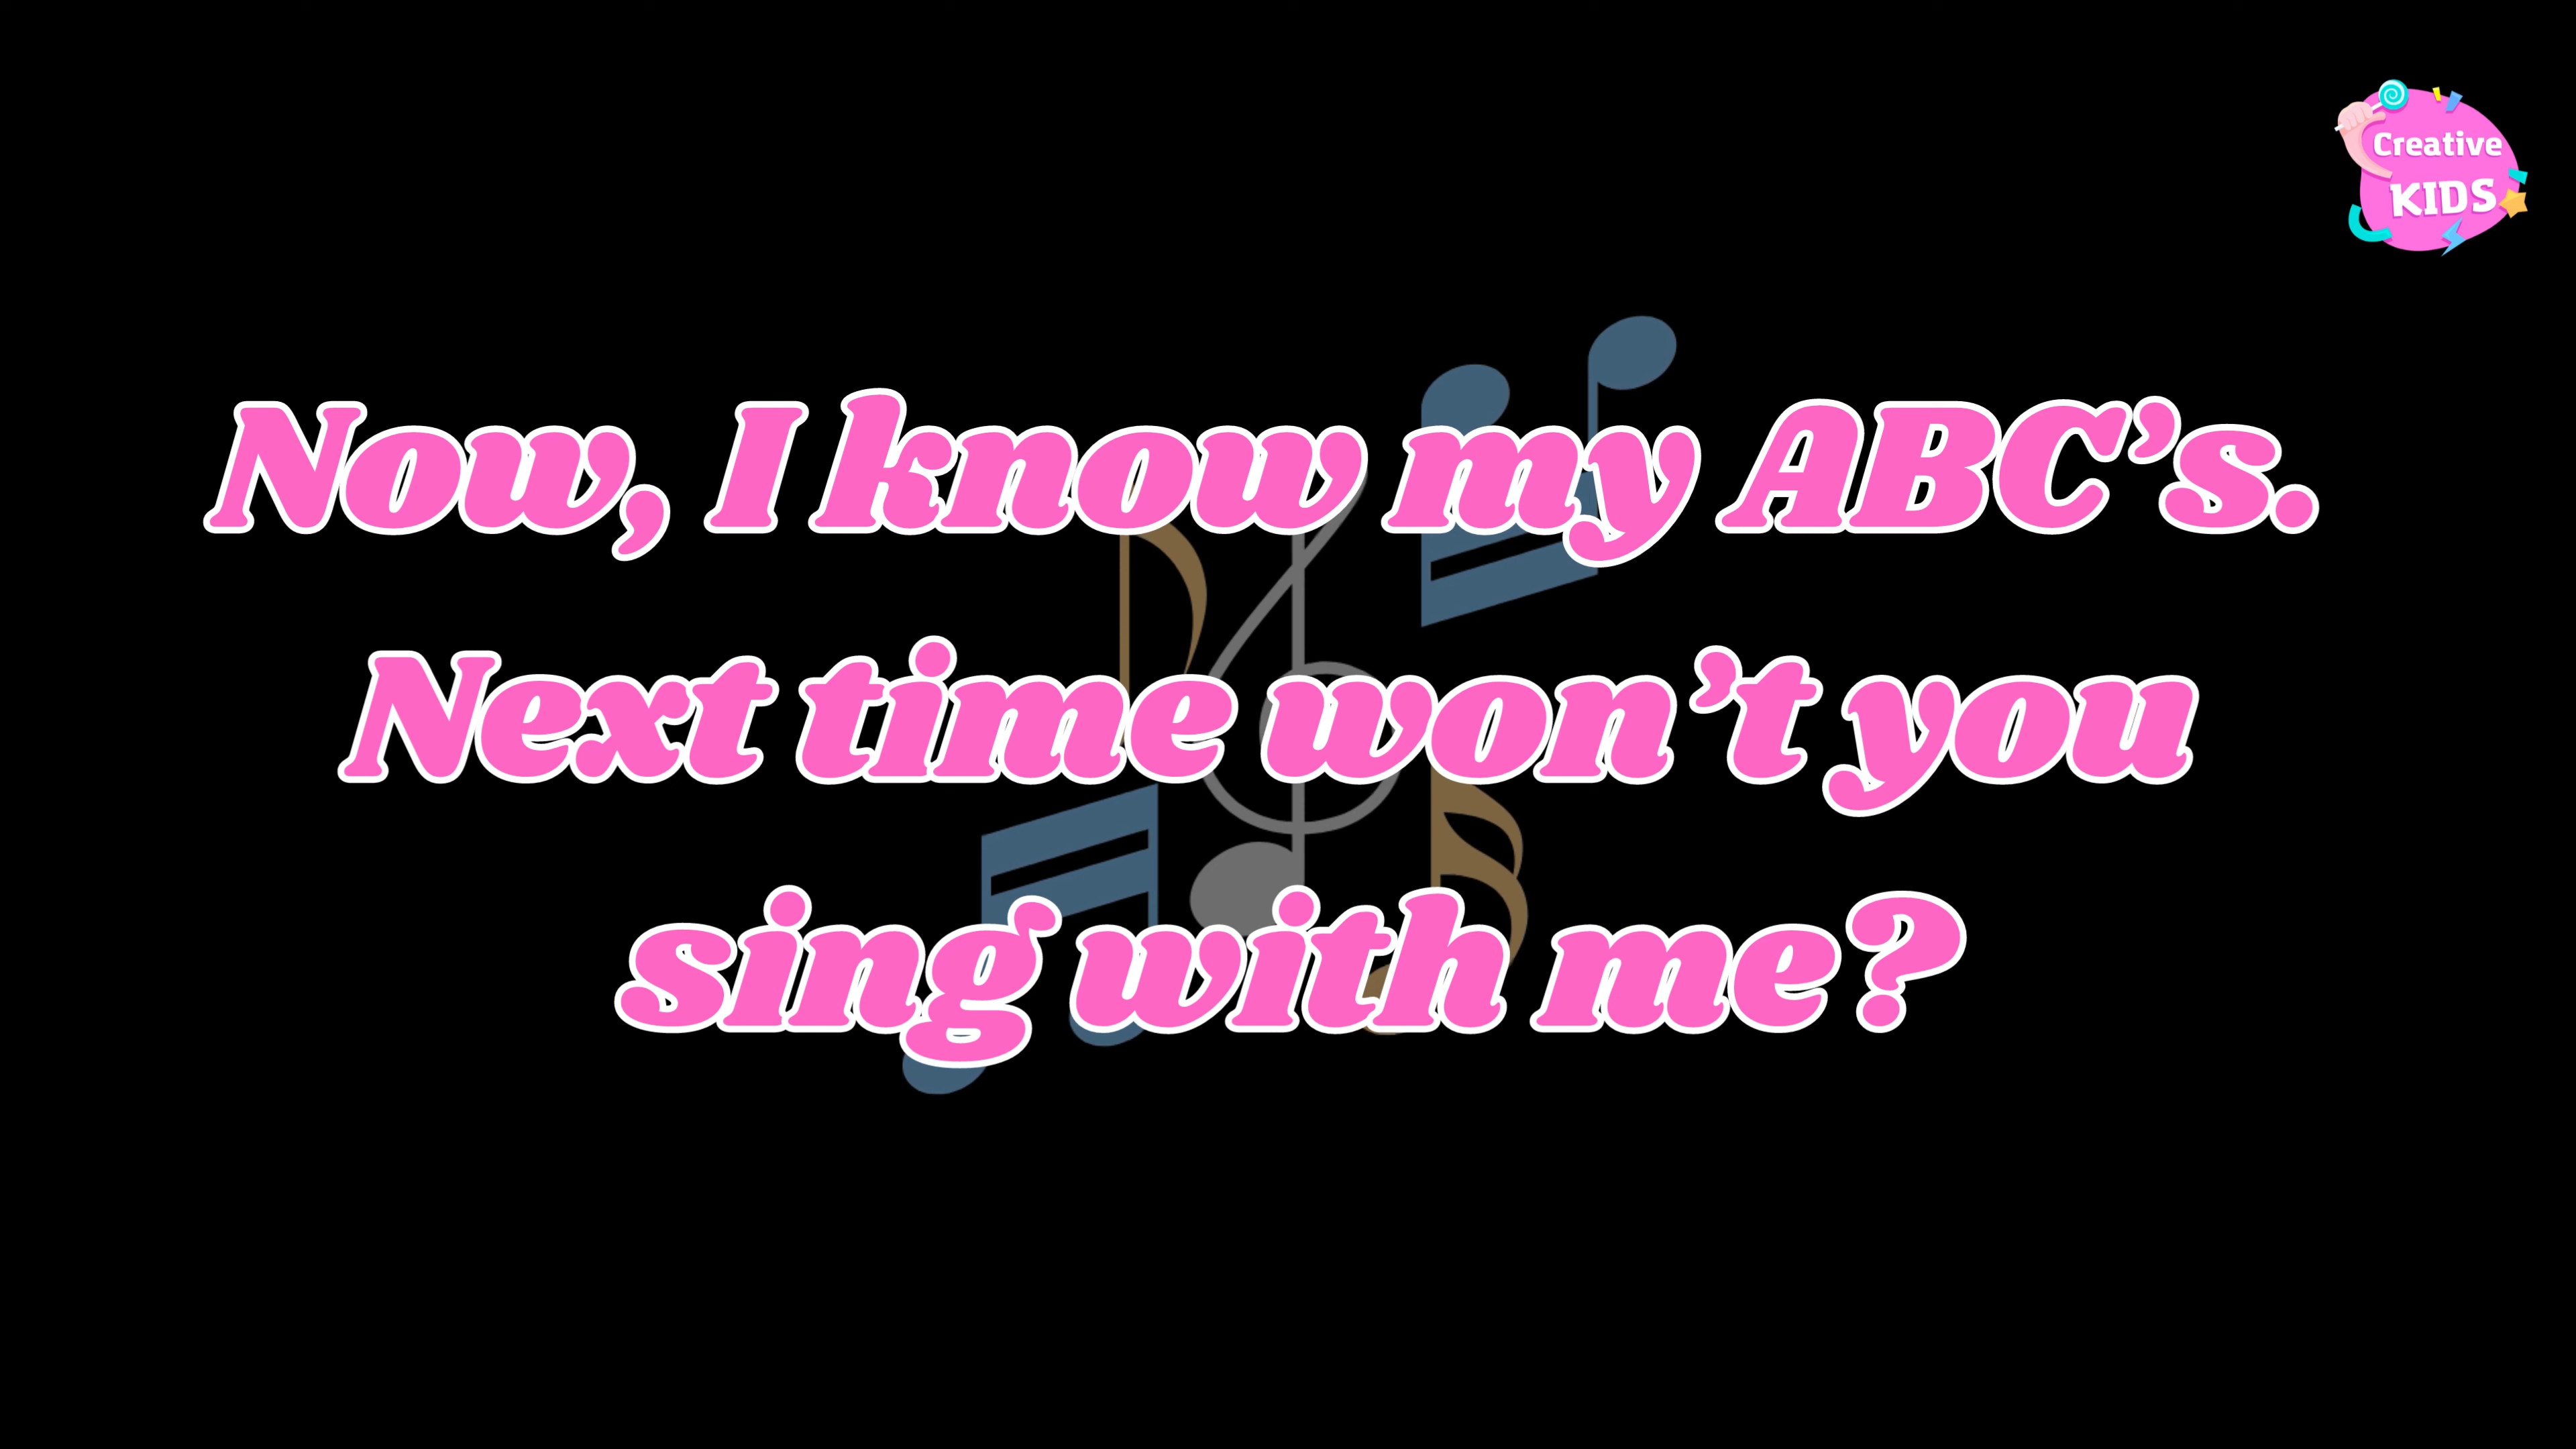 Creative
KIDS
Now, I know my ABC’s.
Next time won’t you
sing with me?